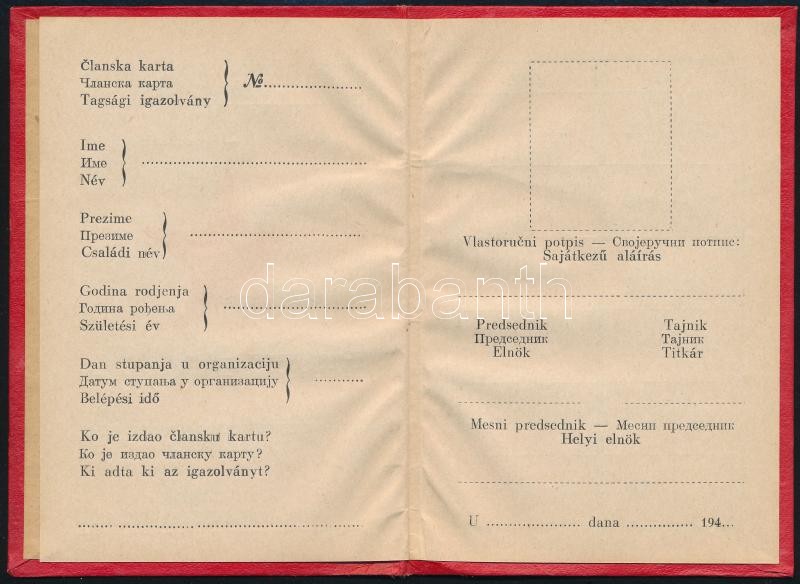 Članska karta
Чланска карта
Tagsági igazolvány
№
Ime
Име
Név
Prezime
Презиме
Családi név
Godina rodjenja
Година рођења
Születési év
Dan stupanja u organizaciju
Датум ступања у организацију
Belépési idő
Ko je izdao člansku kartu?
Ко је издао чланску карту?
Ki adta ki az igazolványt?
Vlastoručni potpis — Својеручни потпис:
Sajátkezű aláírás
Predsednik
Председник
Elnök
Tajnik
Тајник
Titkár
Mesni predsednik — Месни председник
Helyi elnök
U .................... dana .............. 194...
darabanth